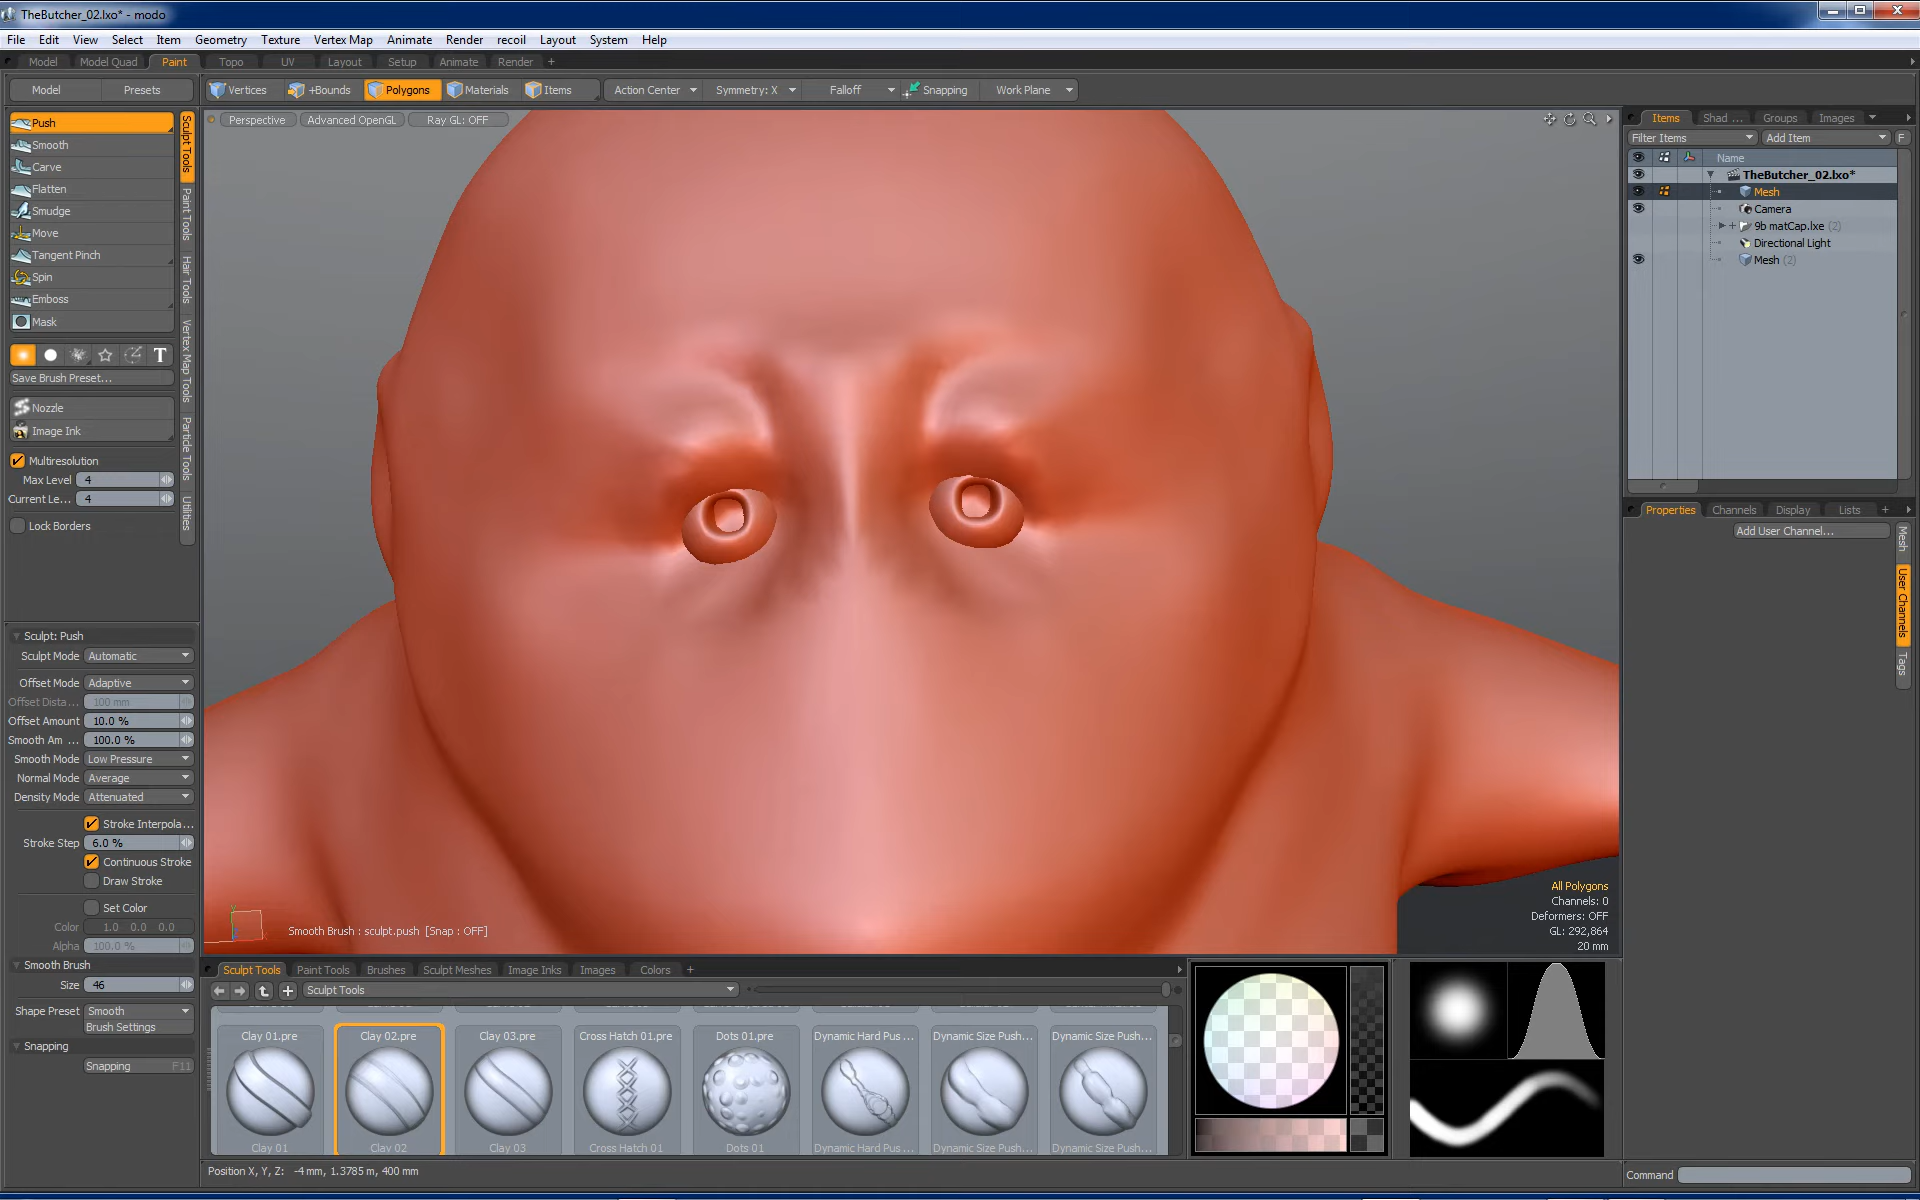 TheButcher_02.lxo* - modo
File Edit View Select Item Geometry Texture Vertex Map Animate Render recoil Layout System Help
Model Model Quad Paint Topo UV Layout Setup Animate Render +
Model Presets
Vertices +Bounds Polygons Materials Items Action Center Symmetry: X Falloff Snapping Work Plane
Push
Smooth
Carve
Flatten
Smudge
Move
Tangent Pinch
Spin
Emboss
Mask
T
Save Brush Preset...
Nozzle
Image Ink
Multiresolution
Max Level 4
Current Le... 4
Lock Borders
Sculpt Tools
Paint Tools
Hair Tools
Vertex Map Tools
Particle Tools
Utilities
Sculpt: Push
Sculpt Mode Automatic
Offset Mode Adaptive
Offset Dista... 100 mm
Offset Amount 10.0 %
Smooth Am ... 100.0 %
Smooth Mode Low Pressure
Normal Mode Average
Density Mode Attenuated
Stroke Interpola...
Stroke Step 6.0 %
Continuous Stroke
Draw Stroke
Set Color
Color 1.0 0.0 0.0
Alpha 100.0 %
Smooth Brush
Size 46
Shape Preset Smooth
Brush Settings
Snapping
Snapping F11
Perspective Advanced OpenGL Ray GL: OFF
Smooth Brush : sculpt.push [Snap : OFF]
All Polygons
Channels: 0
Deformers: OFF
GL: 292,864
20 mm
Sculpt Tools Paint Tools Brushes Sculpt Meshes Image Inks Images Colors +
Sculpt Tools
Clay 01.pre Clay 02.pre Clay 03.pre Cross Hatch 01.pre Dots 01.pre Dynamic Hard Pus ... Dynamic Size Push... Dynamic Size Push...
Clay 01 Clay 02 Clay 03 Cross Hatch 01 Dots 01 Dynamic Hard Pus ... Dynamic Size Push... Dynamic Size Push...
Position X, Y, Z: -4 mm, 1.3785 m, 400 mm
Items Shad ... Groups Images
Filter Items Add Item F
Name
TheButcher_02.lxo*
Mesh
Camera
9b matCap.lxe (2)
Directional Light
Mesh (2)
Properties Channels Display Lists +
Add User Channel...
Mesh
User Channels
Tags
Command